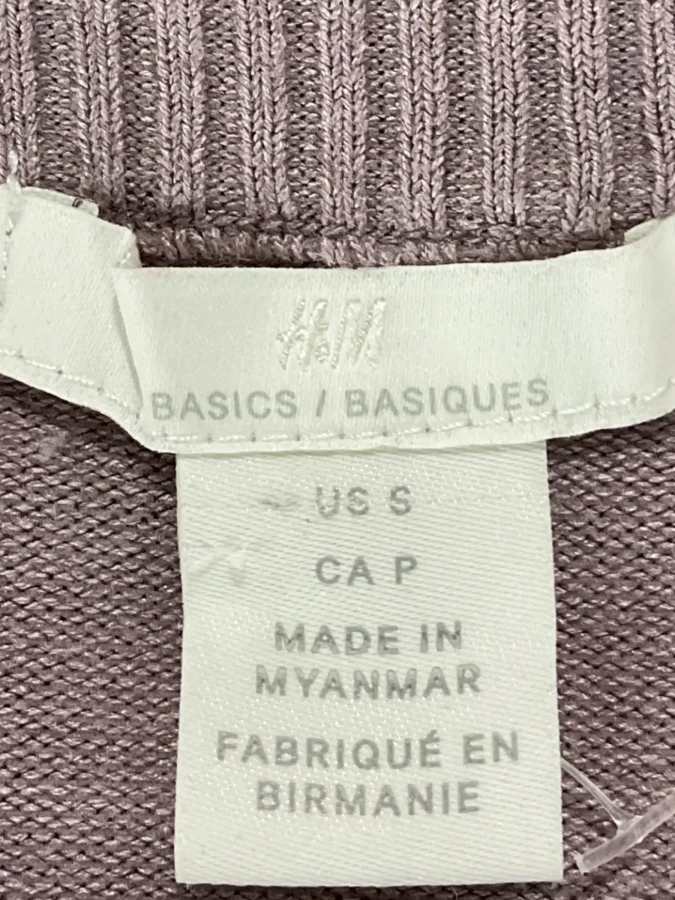 H&M
BASICS / BASIQUES
US S
CA P
MADE IN
MYANMAR
FABRIQUÉ EN
BIRMANIE